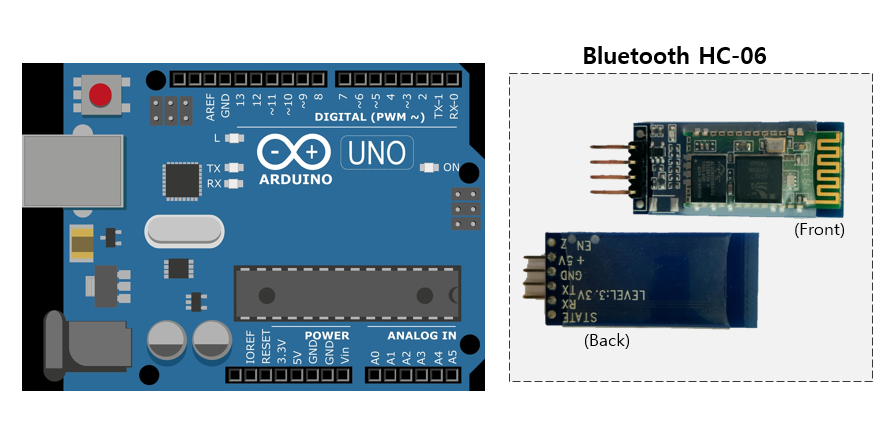 Bluetooth HC-06
AREF
GND
13
12
~11
~10
~9
8
7
~6
~5
4
~3
2
TX-1
RX-0
DIGITAL (PWM ~)
L
TX
RX
UNO
ARDUINO
ON
(Front)
EN
+5V
GND
TX
RX
STATE
LEVEL:3.3V
(Back)
POWER
ANALOG IN
IOREF
RESET
3.3V
5V
GND
GND
Vin
A0
A1
A2
A3
A4
A5